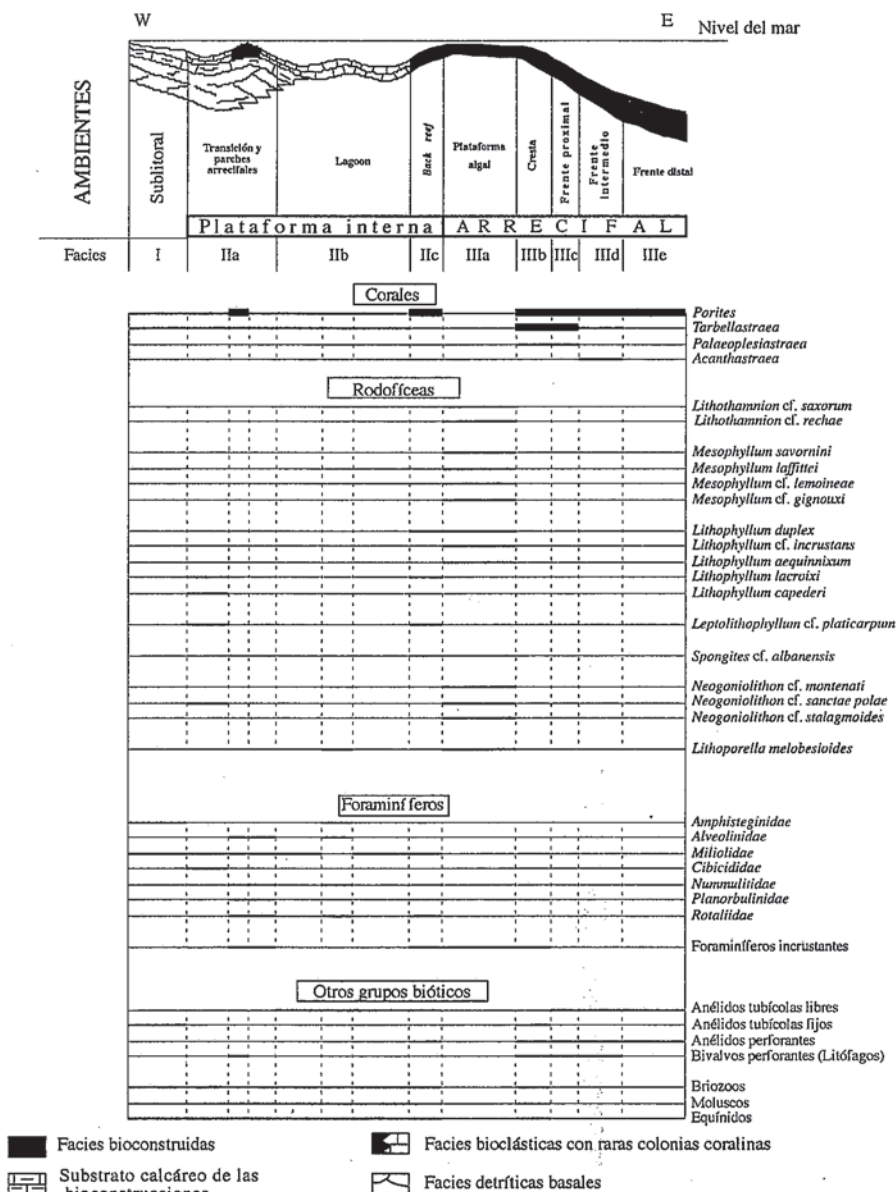 W
E
Nivel del mar
AMBIENTES
Sublitoral
Transición y
parches
arrecifales
Lagoon
Back reef
Plataforma
algal
Cresta
Frente proximal
Frente
intermedio
Frente distal
Plataforma interna
ARRECIFAL
Facies
I
IIa
IIb
IIc
IIIa
IIIb
IIIc
IIId
IIIe
Corales
Porites
Tarbellastraea
Palaeoplesiastraea
Acanthastraea
Rodofíceas
Lithothamnion cf. saxorum
Lithothamnion cf. rechae
Mesophyllum savornini
Mesophyllum laffittei
Mesophyllum cf. lemoineae
Mesophyllum cf. gignouxi
Lithophyllum duplex
Lithophyllum cf. incrustans
Lithophyllum aequinnixum
Lithophyllum lacroixi
Lithophyllum capederi
Leptolithophyllum cf. platicarpum
Spongites cf. albanensis
Neogoniolithon cf. montenati
Neogoniolithon cf. sanctae polae
Neogoniolithon cf. stalagmoides
Lithoporella melobesioides
Foraminíferos
Amphisteginidae
Alveolinidae
Miliolidae
Cibicididae
Nummulitidae
Planorbulinidae
Rotaliidae
Foraminíferos incrustantes
Otros grupos bióticos
Anélidos tubícolas libres
Anélidos tubícolas fijos
Anélidos perforantes
Bivalvos perforantes (Litófagos)
Briozoos
Moluscos
Equínidos
Facies bioconstruidas
Facies bioclásticas con raras colonias coralinas
Substrato calcáreo de las
bioconstrucciones
Facies detríticas basales